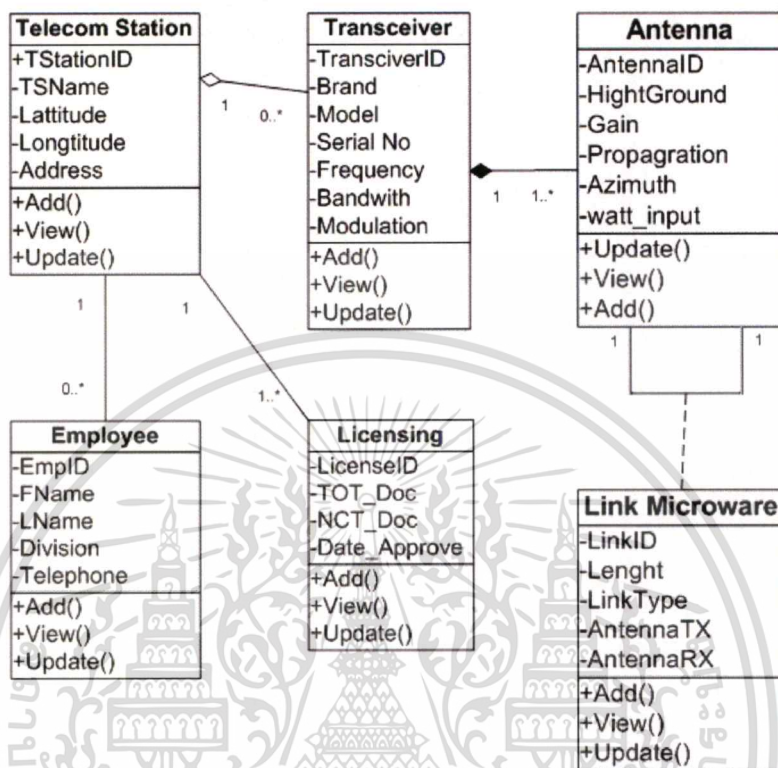 Telecom Station
+TStationID
-TSName
-Lattitude
-Longtitude
-Address
+Add()
+View()
+Update()
Transceiver
-TransciverID
-Brand
-Model
-Serial No
-Frequency
-Bandwith
-Modulation
+Add()
+View()
+Update()
Antenna
-AntennaID
-HightGround
-Gain
-Propagration
-Azimuth
-watt_input
+Update()
+View()
+Add()
1
0..*
1
1..*
1
1
1
0..*
1
1..*
Employee
-EmpID
-FName
-LName
-Division
-Telephone
+Add()
+View()
+Update()
Licensing
-LicenseID
-TOT_Doc
-NCT_Doc
-Date_Approve
+Add()
+View()
+Update()
Link Microware
-LinkID
-Lenght
-LinkType
-AntennaTX
-AntennaRX
+Add()
+View()
+Update()